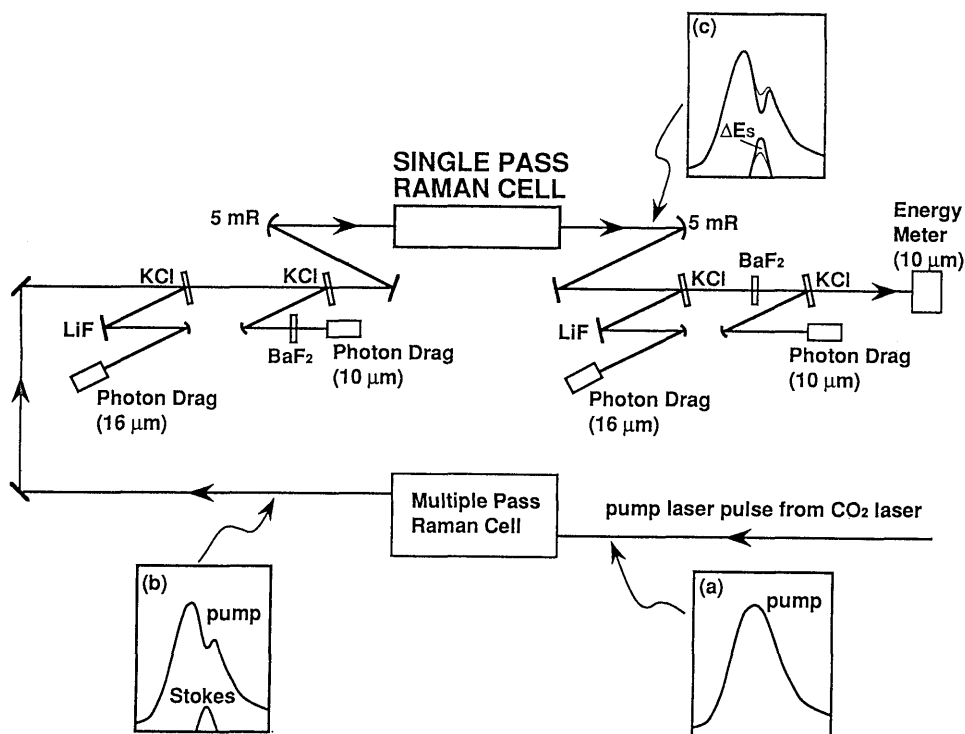 (c)
ΔEs
SINGLE PASS
RAMAN CELL
5 mR
5 mR
Energy
Meter
(10 μm)
KCl
KCl
KCl
BaF₂
KCl
LiF
BaF₂
Photon Drag
(10 μm)
Photon Drag
(16 μm)
LiF
Photon Drag
(10 μm)
Photon Drag
(16 μm)
Multiple Pass
Raman Cell
pump laser pulse from CO₂ laser
(b)
pump
Stokes
(a)
pump